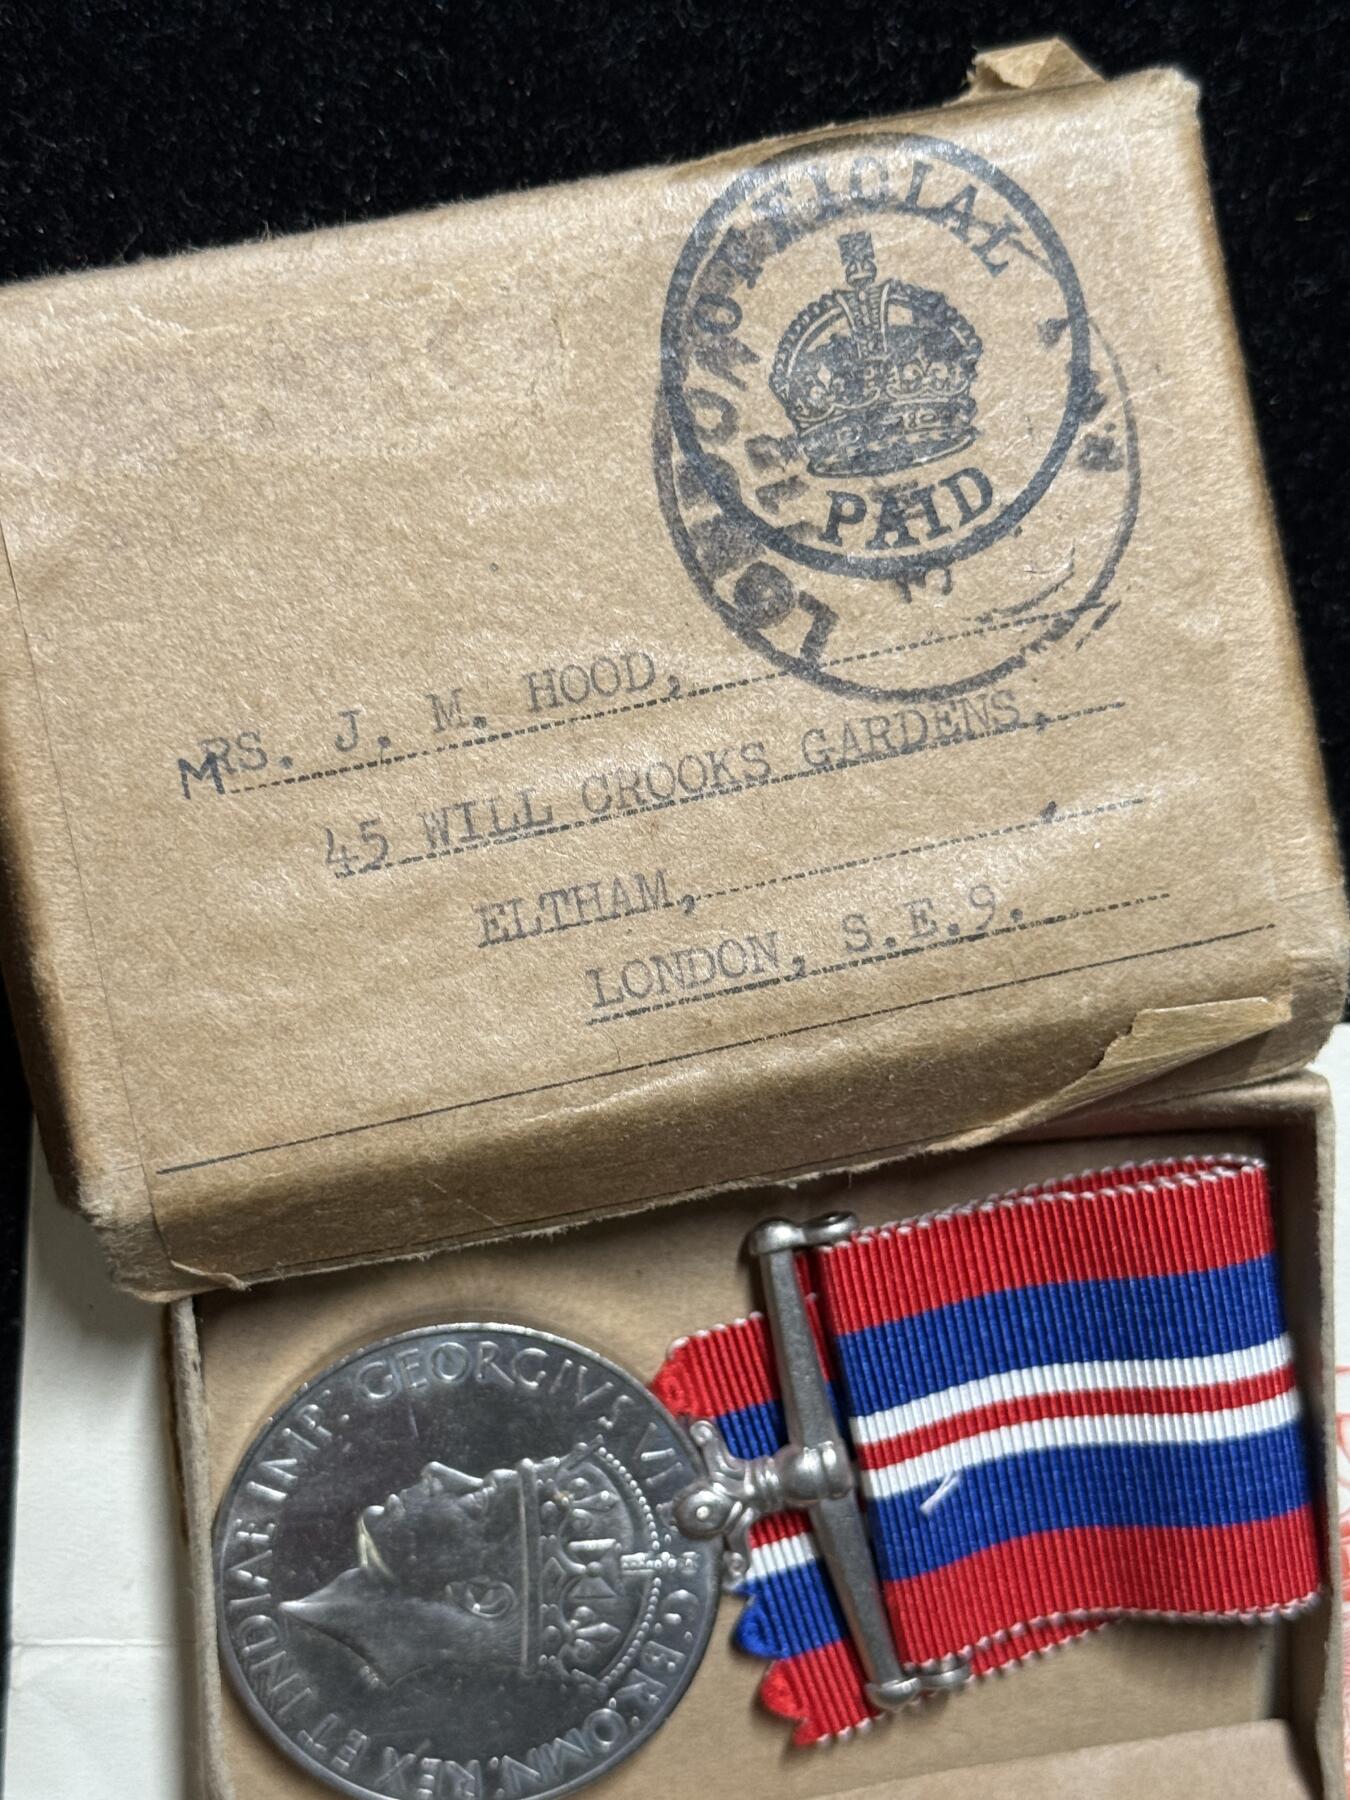 OFFICIAL
PAID
LONDON
MRS. J. M. HOOD,
45 WILL CROOKS GARDENS,
ELTHAM,
LONDON, S.E.9.
GEORGIVS VI D:G:BR:OMN:REX ET INDIAE IMP.